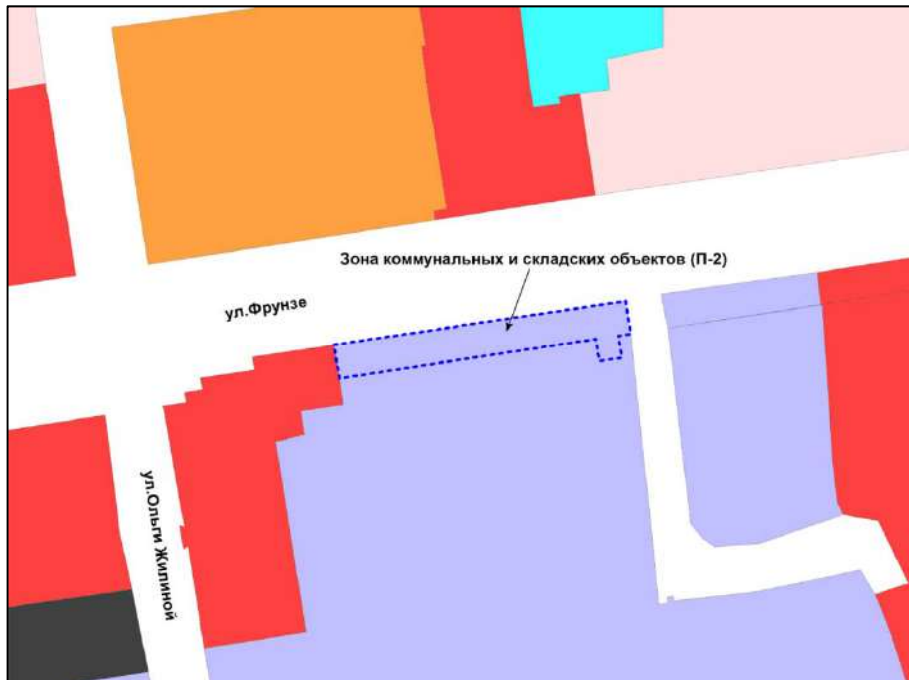 Зона коммунальных и складских объектов (П-2)
ул.Фрунзе
ул.Ольги Жилиной